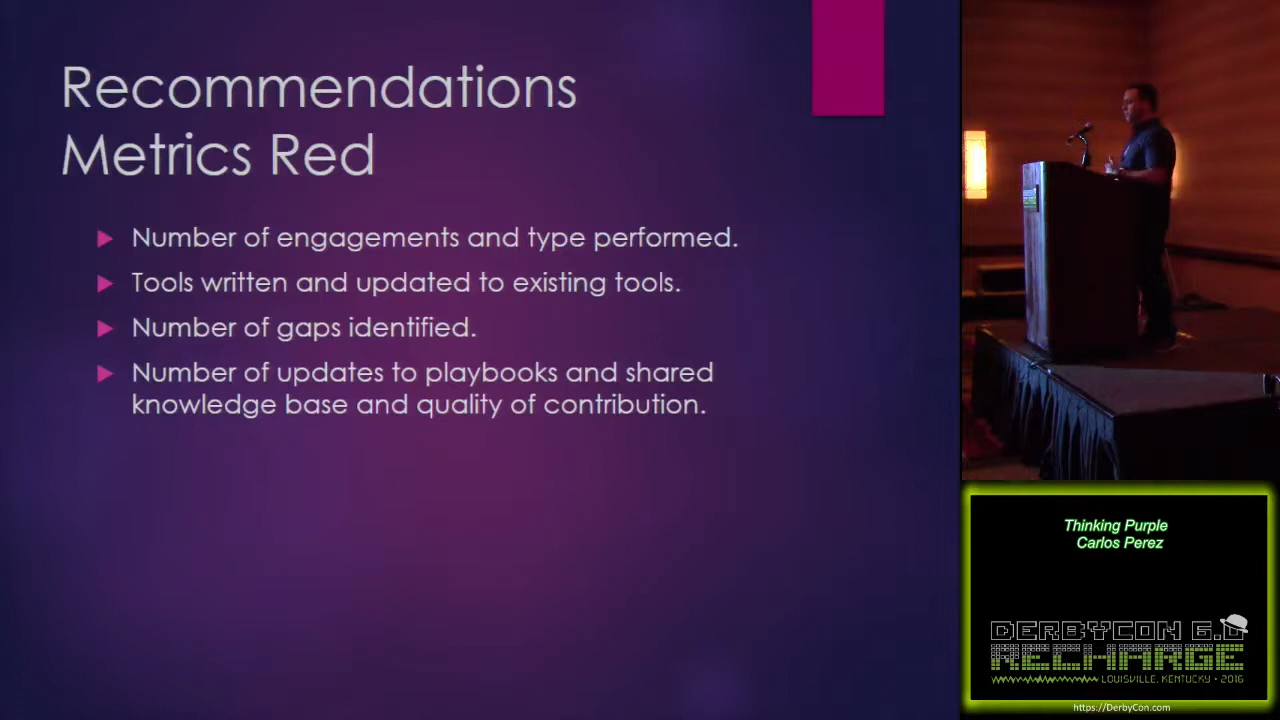 Recommendations
Metrics Red
Number of engagements and type performed.
Tools written and updated to existing tools.
Number of gaps identified.
Number of updates to playbooks and shared
knowledge base and quality of contribution.
Thinking Purple
Carlos Perez
DERBYCON 6.0
RECHARGE
LOUISVILLE, KENTUCKY • 2016
https://DerbyCon.com